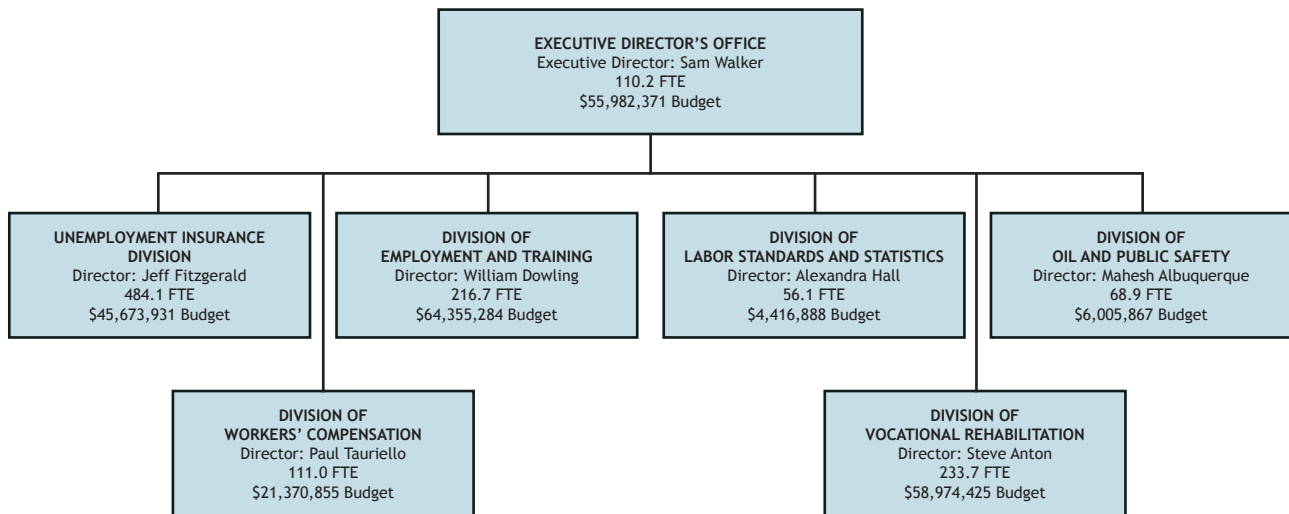 EXECUTIVE DIRECTOR’S OFFICE
Executive Director: Sam Walker
110.2 FTE
$55,982,371 Budget
UNEMPLOYMENT INSURANCE
DIVISION
Director: Jeff Fitzgerald
484.1 FTE
$45,673,931 Budget
DIVISION OF
EMPLOYMENT AND TRAINING
Director: William Dowling
216.7 FTE
$64,355,284 Budget
DIVISION OF
LABOR STANDARDS AND STATISTICS
Director: Alexandra Hall
56.1 FTE
$4,416,888 Budget
DIVISION OF
OIL AND PUBLIC SAFETY
Director: Mahesh Albuquerque
68.9 FTE
$6,005,867 Budget
DIVISION OF
WORKERS’ COMPENSATION
Director: Paul Tauriello
111.0 FTE
$21,370,855 Budget
DIVISION OF
VOCATIONAL REHABILITATION
Director: Steve Anton
233.7 FTE
$58,974,425 Budget